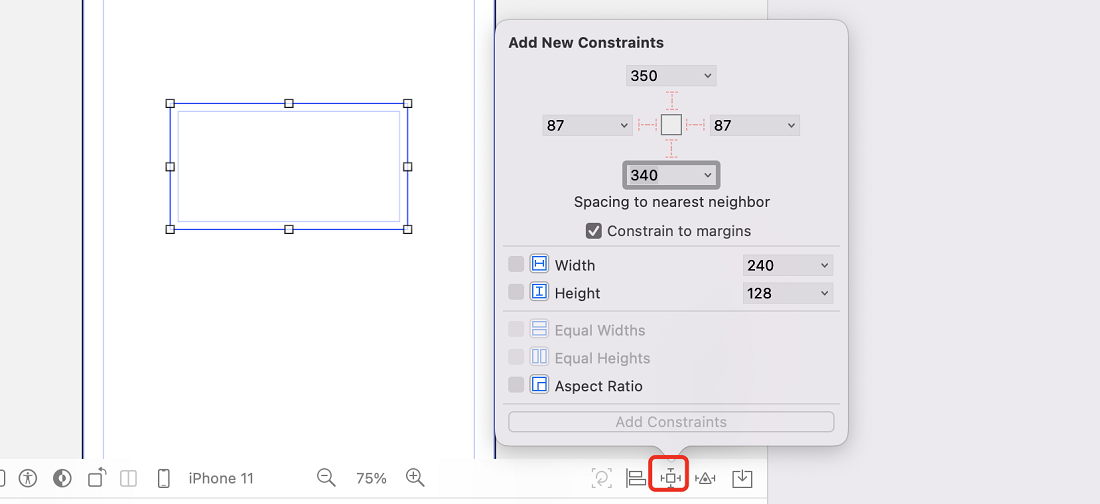 Add New Constraints
350
87
87
340
Spacing to nearest neighbor
Constrain to margins
Width 240
Height 128
Equal Widths
Equal Heights
Aspect Ratio
Add Constraints
iPhone 11
75%